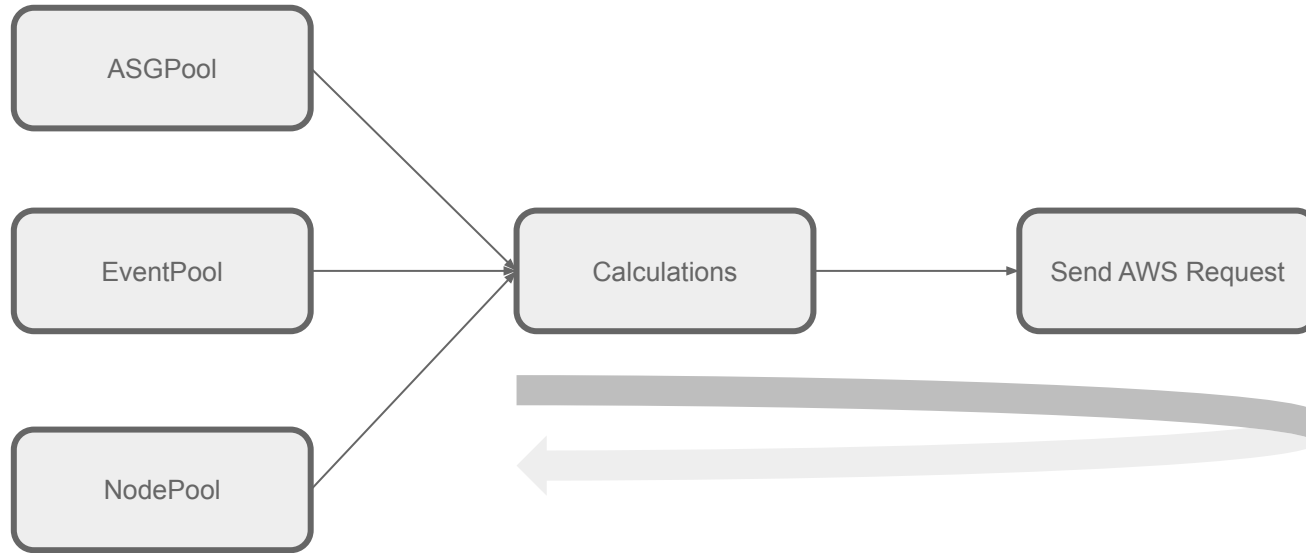 ASGPool
EventPool
Calculations
Send AWS Request
NodePool